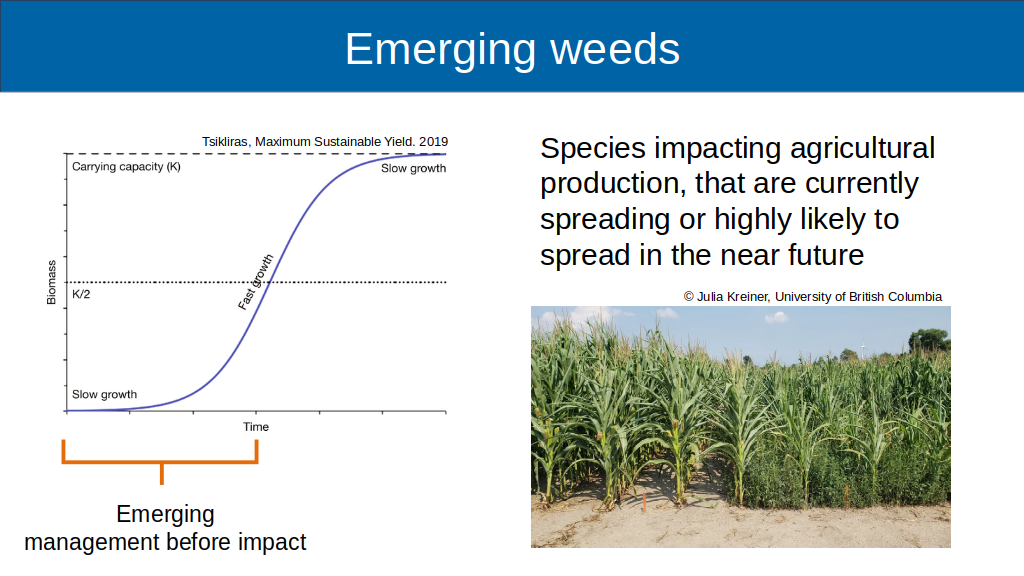 Emerging weeds
Tsikliras, Maximum Sustainable Yield. 2019
Carrying capacity (K)
Slow growth
Fast growth
Biomass
K/2
Slow growth
Time
Emerging
management before impact
Species impacting agricultural
production, that are currently
spreading or highly likely to
spread in the near future
© Julia Kreiner, University of British Columbia